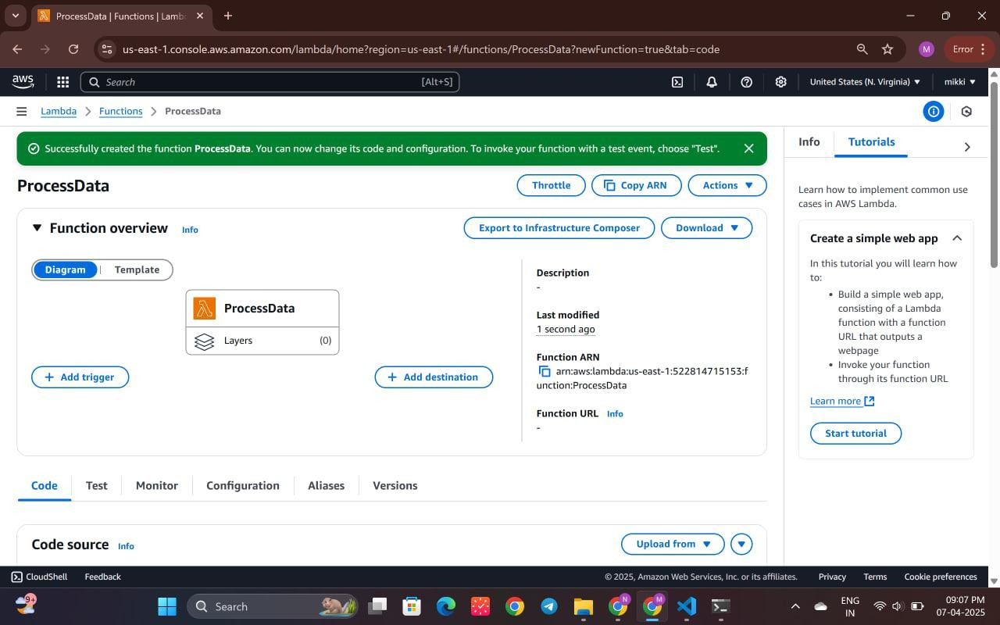 ProcessData | Functions | Lamb
us-east-1.console.aws.amazon.com/lambda/home?region=us-east-1#/functions/ProcessData?newFunction=true&tab=code
M
Error
aws
Search
[Alt+S]
United States (N. Virginia)
mikki
Lambda
Functions
ProcessData
Successfully created the function ProcessData. You can now change its code and configuration. To invoke your function with a test event, choose "Test".
ProcessData
Throttle
Copy ARN
Actions
Function overview
Info
Export to Infrastructure Composer
Download
Diagram
Template
ProcessData
Layers
(0)
Add trigger
Add destination
Description
-
Last modified
1 second ago
Function ARN
arn:aws:lambda:us-east-1:522814715153:f
unction:ProcessData
Function URL
Info
-
Code
Test
Monitor
Configuration
Aliases
Versions
Code source
Info
Upload from
Info
Tutorials
Learn how to implement common use
cases in AWS Lambda.
Create a simple web app
In this tutorial you will learn how
to:
• Build a simple web app,
consisting of a Lambda
function with a function
URL that outputs a
webpage
• Invoke your function
through its function URL
Learn more
Start tutorial
CloudShell
Feedback
© 2025, Amazon Web Services, Inc. or its affiliates.
Privacy
Terms
Cookie preferences
9+
Search
N
M
ENG
IN
09:07 PM
07-04-2025